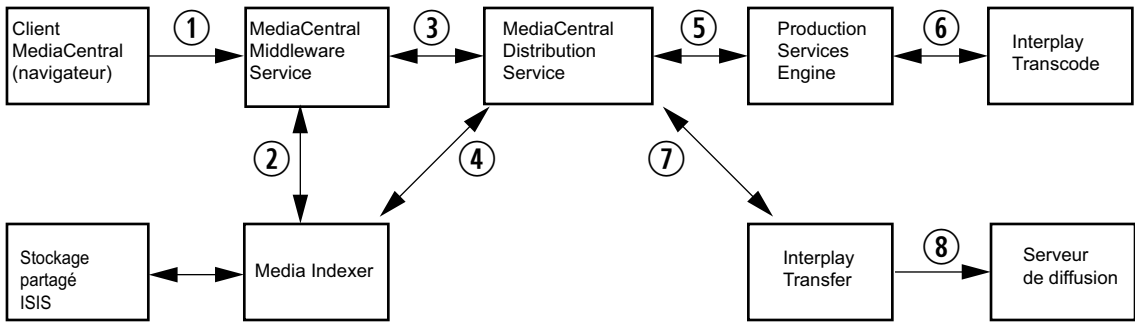 Client
MediaCentral
(navigateur)
①
MediaCentral
Middleware
Service
③
MediaCentral
Distribution
Service
⑤
Production
Services
Engine
⑥
Interplay
Transcode
②
④
⑦
Stockage
partagé
ISIS
Media Indexer
Interplay
Transfer
⑧
Serveur
de diffusion